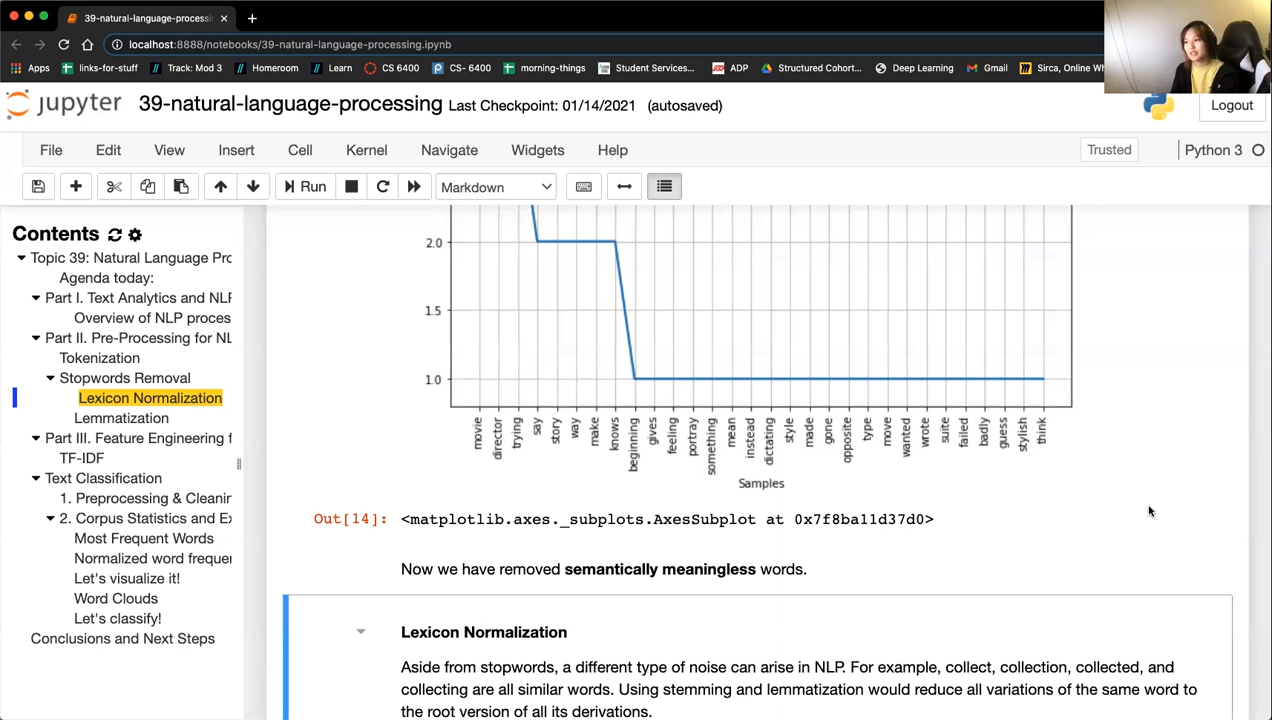 39-natural-language-processin
localhost:8888/notebooks/39-natural-language-processing.ipynb
Apps links-for-stuff Track: Mod 3 Homeroom Learn CS 6400 CS- 6400 morning-things Student Services... ADP Structured Cohort... Deep Learning Gmail Sirca, Online Wh
jupyter 39-natural-language-processing Last Checkpoint: 01/14/2021 (autosaved) Logout
File Edit View Insert Cell Kernel Navigate Widgets Help Trusted Python 3
Run Markdown
Contents
Topic 39: Natural Language Prc
Agenda today:
Part I. Text Analytics and NLF
Overview of NLP proces
Part II. Pre-Processing for NL
Tokenization
Stopwords Removal
Lexicon Normalization
Lemmatization
Part III. Feature Engineering f
TF-IDF
Text Classification
1. Preprocessing & Cleanir
2. Corpus Statistics and Ex
Most Frequent Words
Normalized word frequer
Let's visualize it!
Word Clouds
Let's classify!
Conclusions and Next Steps
2.0
1.5
1.0
movie director trying say story way make knows beginning gives feeling portray something mean instead dictating style made gone opposite type move wanted wrote suite failed badly guess stylish think
Samples
Out[14]: <matplotlib.axes._subplots.AxesSubplot at 0x7f8ba11d37d0>
Now we have removed semantically meaningless words.
Lexicon Normalization
Aside from stopwords, a different type of noise can arise in NLP. For example, collect, collection, collected, and
collecting are all similar words. Using stemming and lemmatization would reduce all variations of the same word to
the root version of all its derivations.